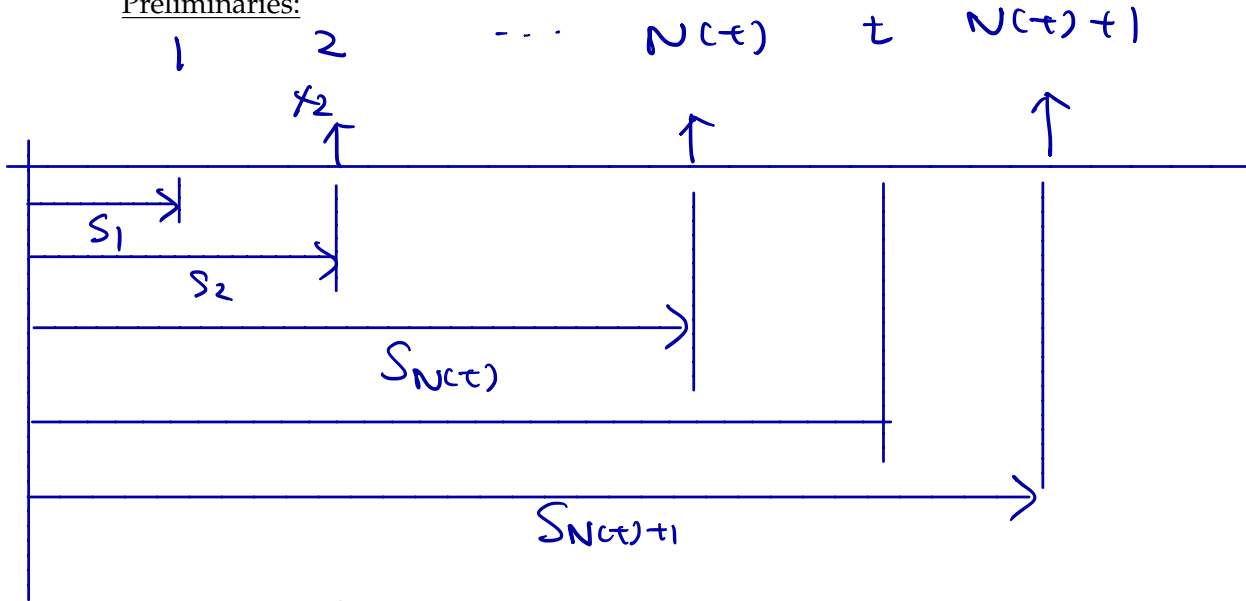 Preliminaries:
1 2 --- N(t) t N(t)+1
X2
S1
S2
SN(t)
SN(t)+1